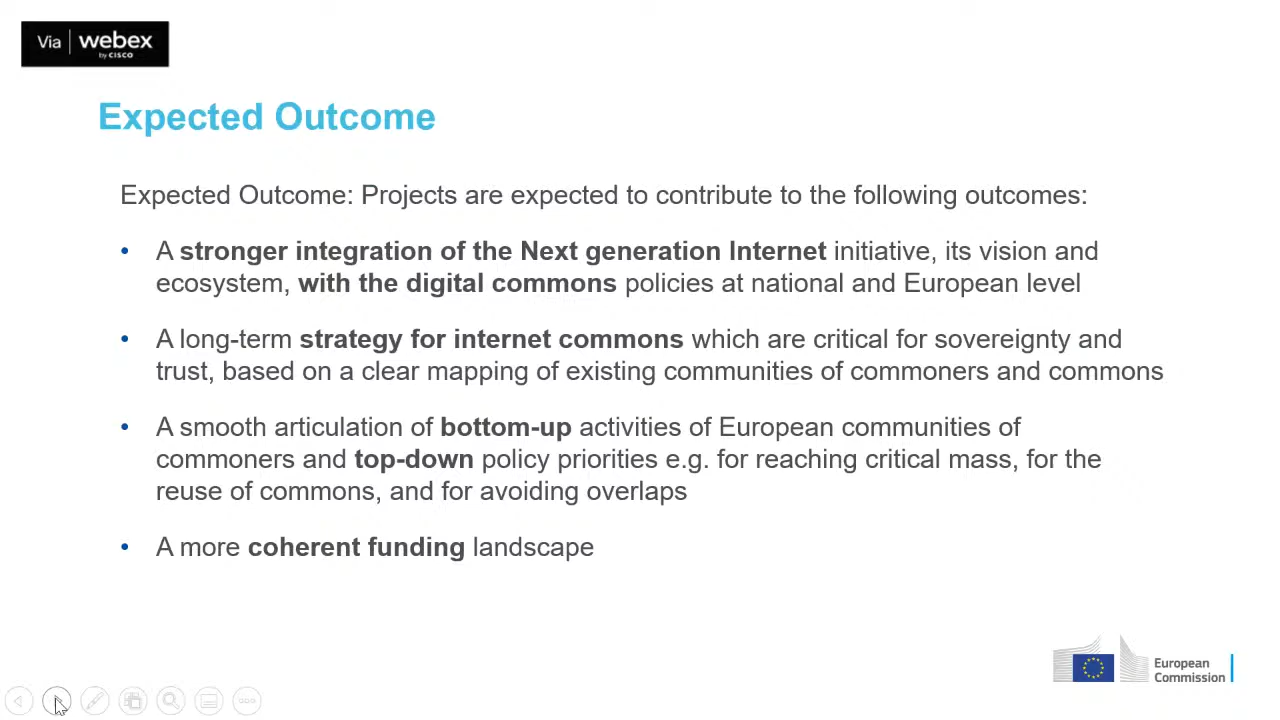 Via webex
by CISCO
Expected Outcome
Expected Outcome: Projects are expected to contribute to the following outcomes:
• A stronger integration of the Next generation Internet initiative, its vision and
ecosystem, with the digital commons policies at national and European level
• A long-term strategy for internet commons which are critical for sovereignty and
trust, based on a clear mapping of existing communities of commoners and commons
• A smooth articulation of bottom-up activities of European communities of
commoners and top-down policy priorities e.g. for reaching critical mass, for the
reuse of commons, and for avoiding overlaps
• A more coherent funding landscape
European
Commission